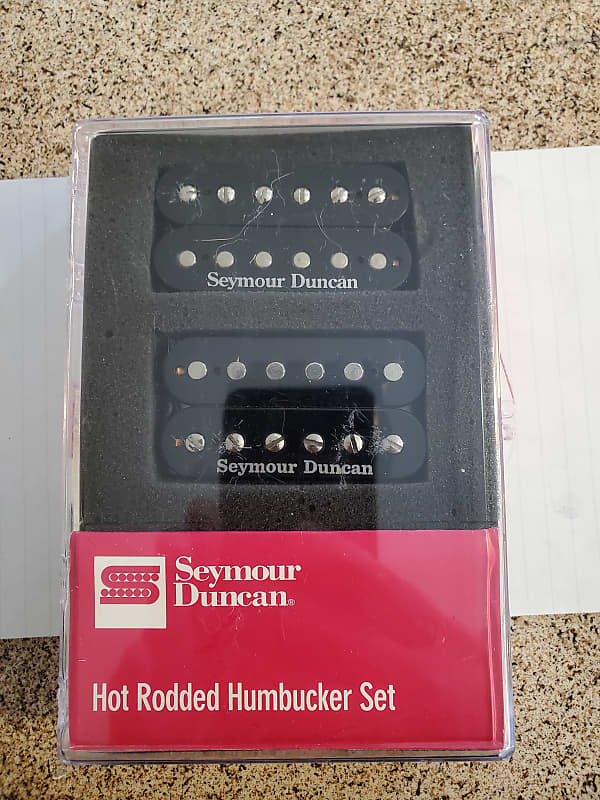 Seymour Duncan
Seymour Duncan
Seymour
Duncan®
Hot Rodded Humbucker Set